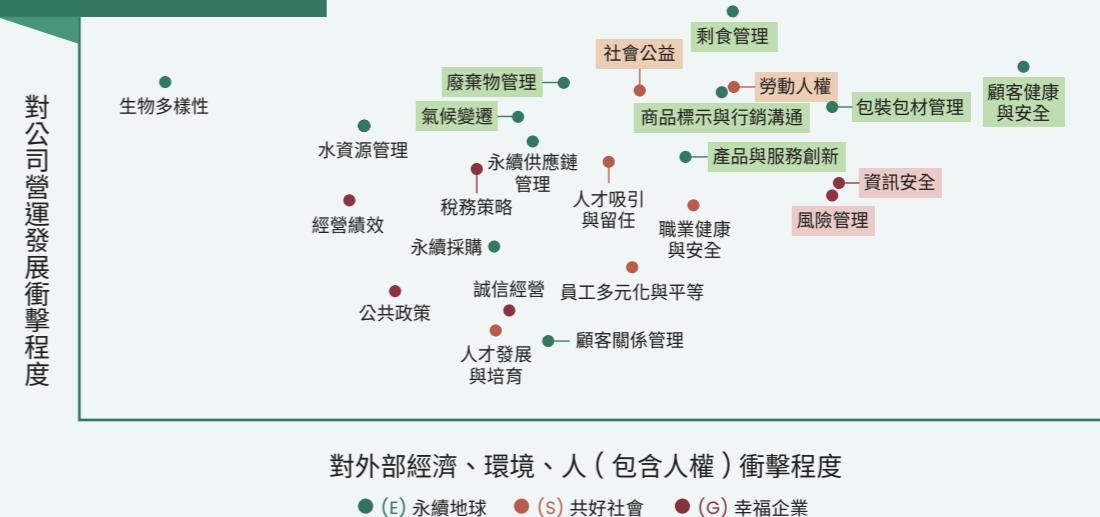 對公司營運發展衝擊程度
剩食管理
社會公益
廢棄物管理
勞動人權
顧客健康
與安全
生物多樣性
氣候變遷
商品標示與行銷溝通
包裝包材管理
水資源管理
永續供應鏈
管理
產品與服務創新
稅務策略
人才吸引
與留任
資訊安全
經營績效
職業健康
與安全
風險管理
永續採購
誠信經營
員工多元化與平等
公共政策
人才發展
與培育
顧客關係管理
對外部經濟、環境、人(包含人權)衝擊程度
(E) 永續地球 (S) 共好社會 (G) 幸福企業